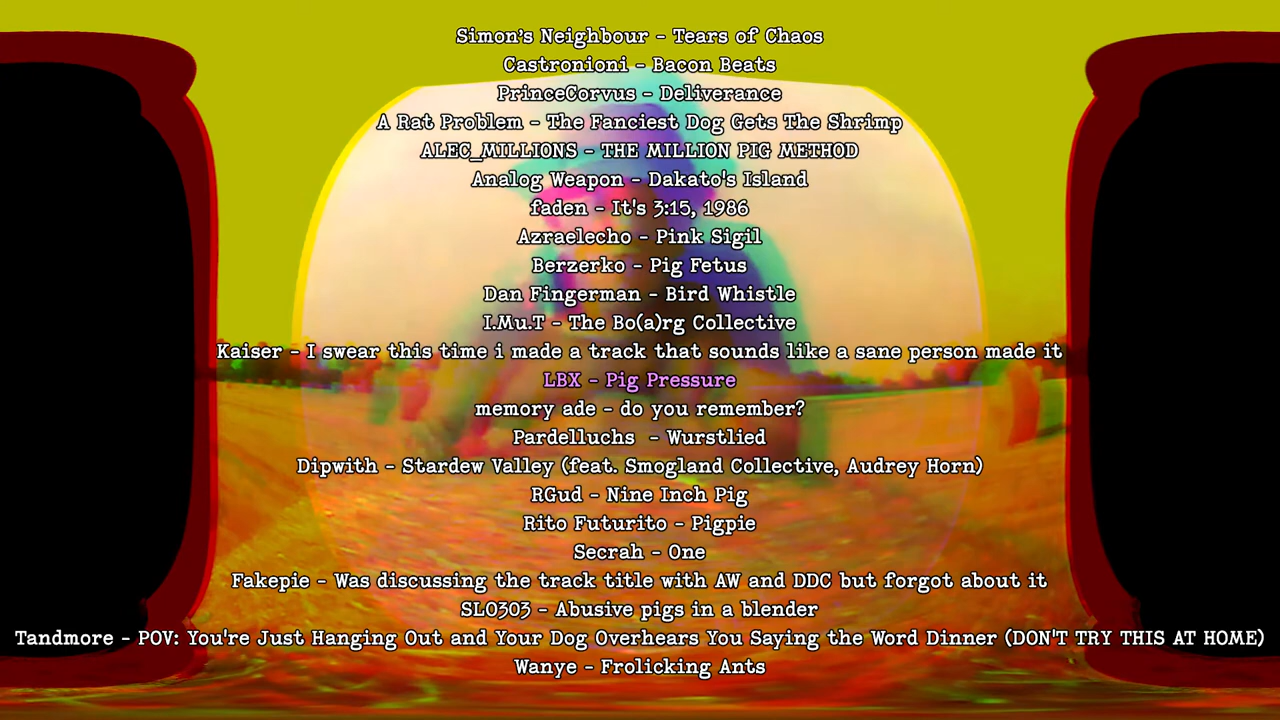 Simon's Neighbour - Tears of Chaos
Castronioni - Bacon Beats
PrinceCorvus - Deliverance
A Rat Problem - The Fanciest Dog Gets The Shrimp
ALEC_MILLIONS - THE MILLION PIG METHOD
Analog Weapon - Dakato's Island
faden - It's 3:15, 1986
Azraelecho - Pink Sigil
Berzerko - Pig Fetus
Dan Fingerman - Bird Whistle
I.Mu.T - The Bo(a)rg Collective
Kaiser - I swear this time i made a track that sounds like a sane person made it
LBX - Pig Pressure
memory ade - do you remember?
Pardelluchs - Wurstlied
Dipwith - Stardew Valley (feat. Smogland Collective, Audrey Horn)
RGud - Nine Inch Pig
Rito Futurito - Pigpie
Secrah - One
Fakepie - Was discussing the track title with AW and DDC but forgot about it
SLO303 - Abusive pigs in a blender
Tandmore - POV: You're Just Hanging Out and Your Dog Overhears You Saying the Word Dinner (DON'T TRY THIS AT HOME)
Wanye - Frolicking Ants